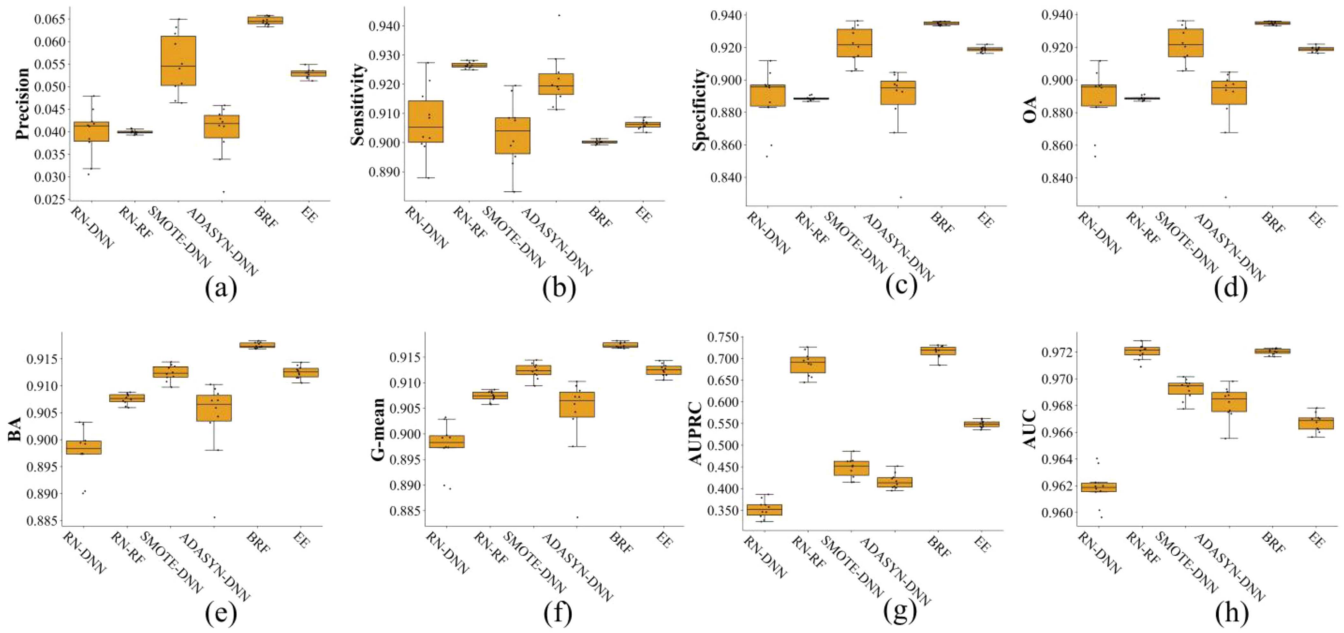 Precision
0.065
0.060
0.055
0.050
0.045
0.040
0.035
0.030
0.025
RN-DNN
RN-RF
SMOTE-DNN
ADASYN-DNN
BRF
EE
(a)
Sensitivity
0.940
0.930
0.920
0.910
0.900
0.890
RN-DNN
RN-RF
SMOTE-DNN
ADASYN-DNN
BRF
EE
(b)
Specificity
0.940
0.920
0.900
0.880
0.860
0.840
RN-DNN
RN-RF
SMOTE-DNN
ADASYN-DNN
BRF
EE
(c)
OA
0.940
0.920
0.900
0.880
0.860
0.840
RN-DNN
RN-RF
SMOTE-DNN
ADASYN-DNN
BRF
EE
(d)
BA
0.915
0.910
0.905
0.900
0.895
0.890
0.885
RN-DNN
RN-RF
SMOTE-DNN
ADASYN-DNN
BRF
EE
(e)
G-mean
0.915
0.910
0.905
0.900
0.895
0.890
0.885
RN-DNN
RN-RF
SMOTE-DNN
ADASYN-DNN
BRF
EE
(f)
AUPRC
0.750
0.700
0.650
0.600
0.550
0.500
0.450
0.400
0.350
RN-DNN
RN-RF
SMOTE-DNN
ADASYN-DNN
BRF
EE
(g)
AUC
0.972
0.970
0.968
0.966
0.964
0.962
0.960
RN-DNN
RN-RF
SMOTE-DNN
ADASYN-DNN
BRF
EE
(h)